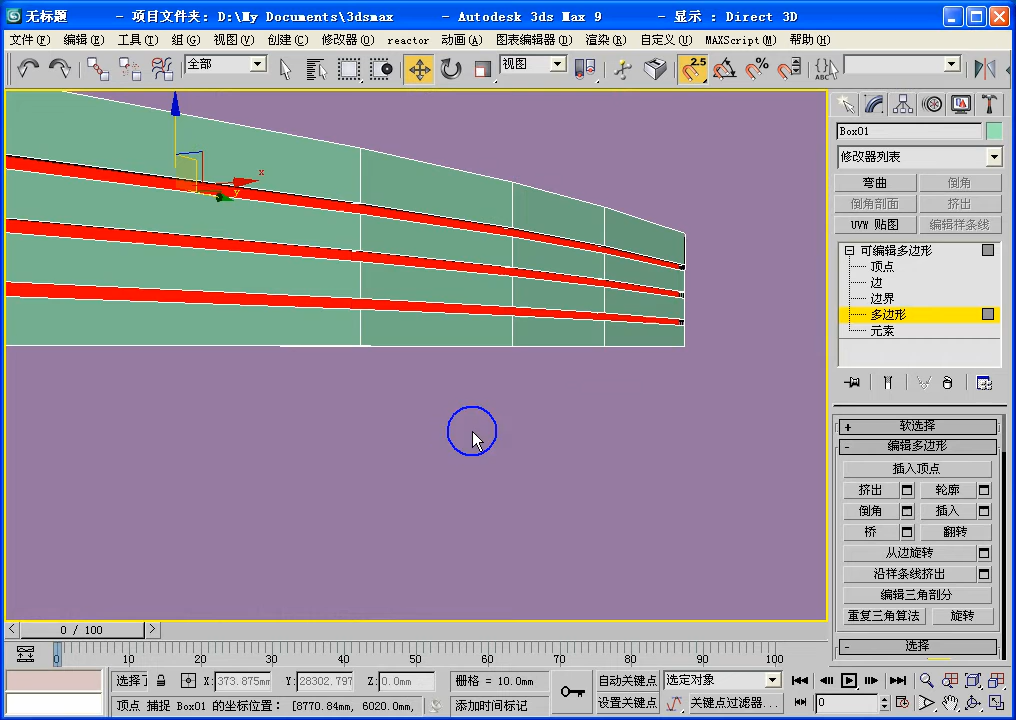 无标题 - 项目文件夹: D:\My Documents\3dsmax - Autodesk 3ds Max 9 - 显示 : Direct 3D
文件(F) 编辑(E) 工具(T) 组(G) 视图(V) 创建(C) 修改器(O) reactor 动画(A) 图表编辑器(D) 渲染(R) 自定义(U) MAXScript(M) 帮助(H)
全部 视图 2.5 % ABC
x
y
Box01
修改器列表
弯曲 倒角
倒角剖面 挤出
UVW 贴图 编辑样条线
可编辑多边形
顶点
边
边界
多边形
元素
+ 软选择
- 编辑多边形
插入顶点
挤出 轮廓
倒角 插入
桥 翻转
从边旋转
沿样条线挤出
编辑三角剖分
重复三角算法 旋转
- 选择
0 / 100
0 10 20 30 40 50 60 70 80 90 100
选择了 X: 373.875mm Y: 28302.797 Z: 0.0mm 栅格 = 10.0mm 自动关键点 选定对象
顶点 捕捉 Box01 的坐标位置: [8770.84mm, 6020.0mm, 添加时间标记 设置关键点 关键点过滤器... 0